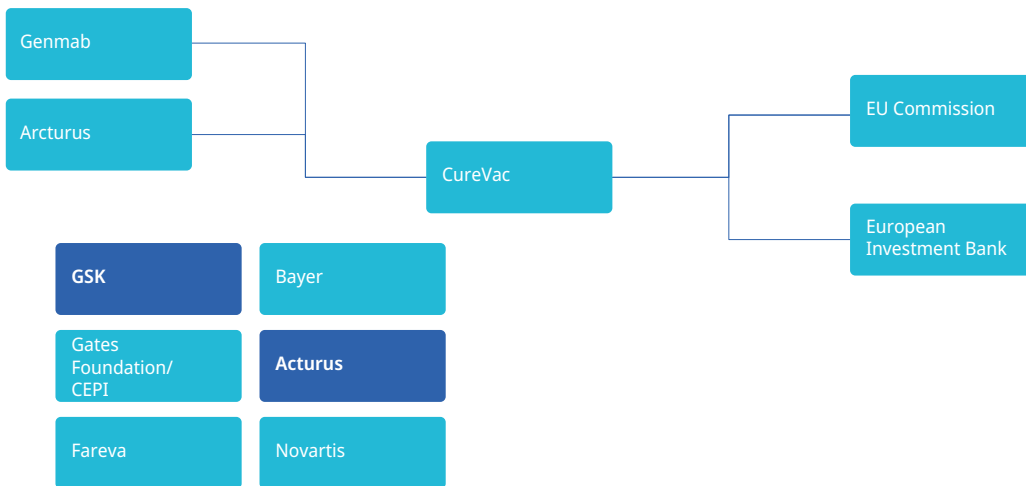 Genmab
Arcturus
CureVac
EU Commission
European
Investment Bank
GSK
Bayer
Gates
Foundation/
CEPI
Acturus
Fareva
Novartis